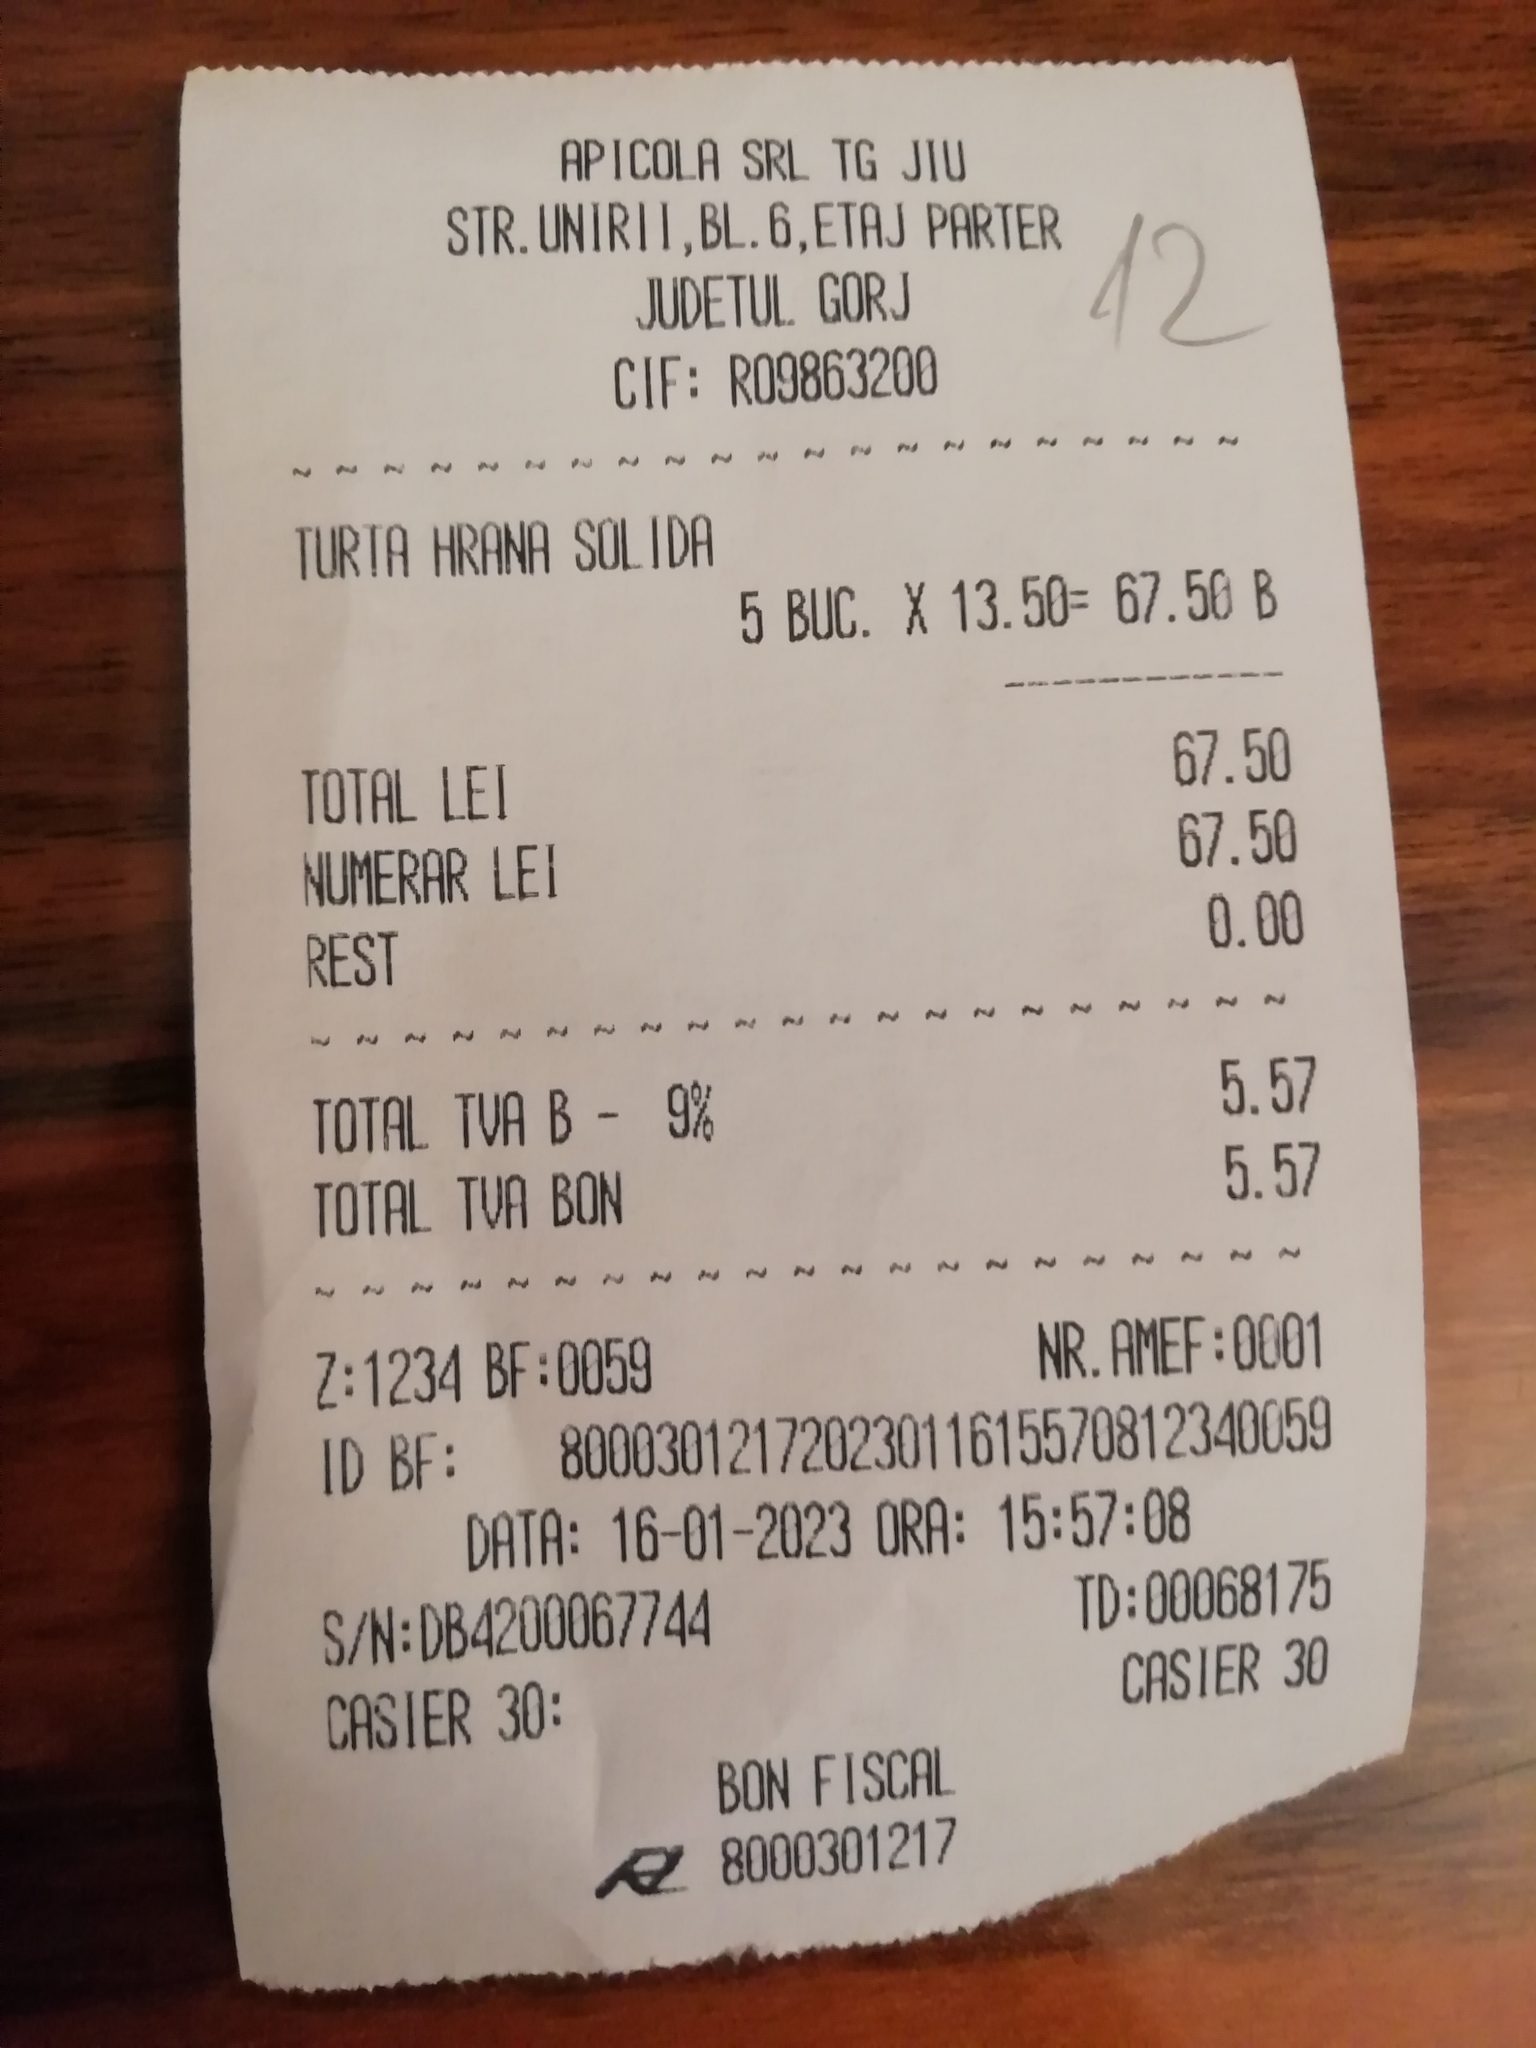 APICOLA SRL TG JIU
STR.UNIRII,BL.6,ETAJ PARTER
12
JUDETUL GORJ
CIF: RO9863200
~ ~ ~ ~ ~ ~ ~ ~ ~ ~ ~ ~ ~ ~ ~ ~ ~ ~ ~ ~ ~
TURTA HRANA SOLIDA
5 BUC. X 13.50= 67.50 B
------------
TOTAL LEI 67.50
NUMERAR LEI 67.50
REST 0.00
~ ~ ~ ~ ~ ~ ~ ~ ~ ~ ~ ~ ~ ~ ~ ~ ~ ~ ~ ~ ~
TOTAL TVA B - 9% 5.57
TOTAL TVA BON 5.57
~ ~ ~ ~ ~ ~ ~ ~ ~ ~ ~ ~ ~ ~ ~ ~ ~ ~ ~ ~ ~
Z:1234 BF:0059 NR.AMEF:0001
ID BF: 80003012172023011615570812340059
DATA: 16-01-2023 ORA: 15:57:08
S/N:DB4200067744 TD:00068175
CASIER 30: CASIER 30
BON FISCAL
8000301217